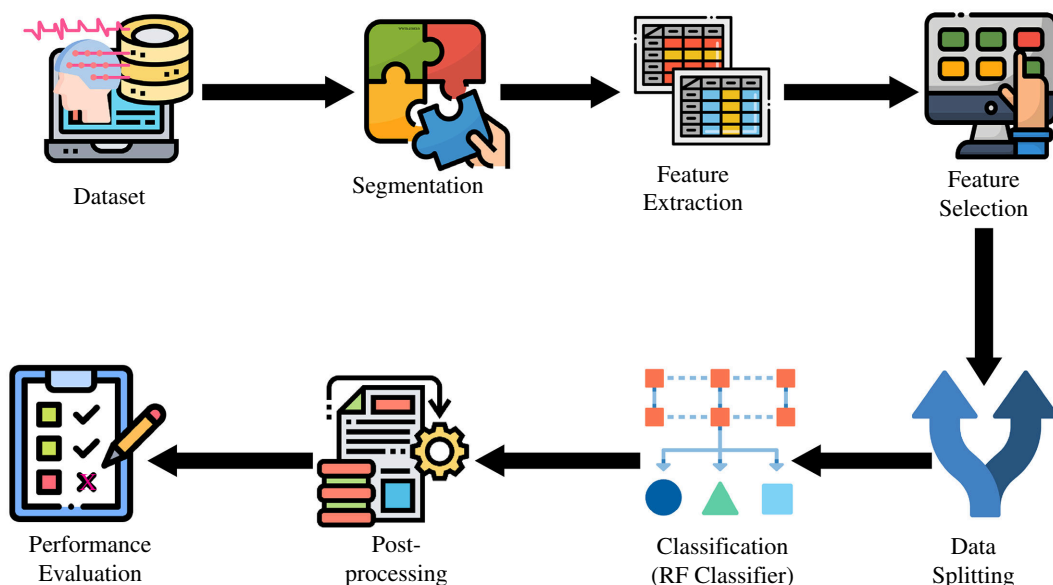 Dataset
Segmentation
Feature
Extraction
Feature
Selection
Performance
Evaluation
Post-
processing
Classification
(RF Classifier)
Data
Splitting